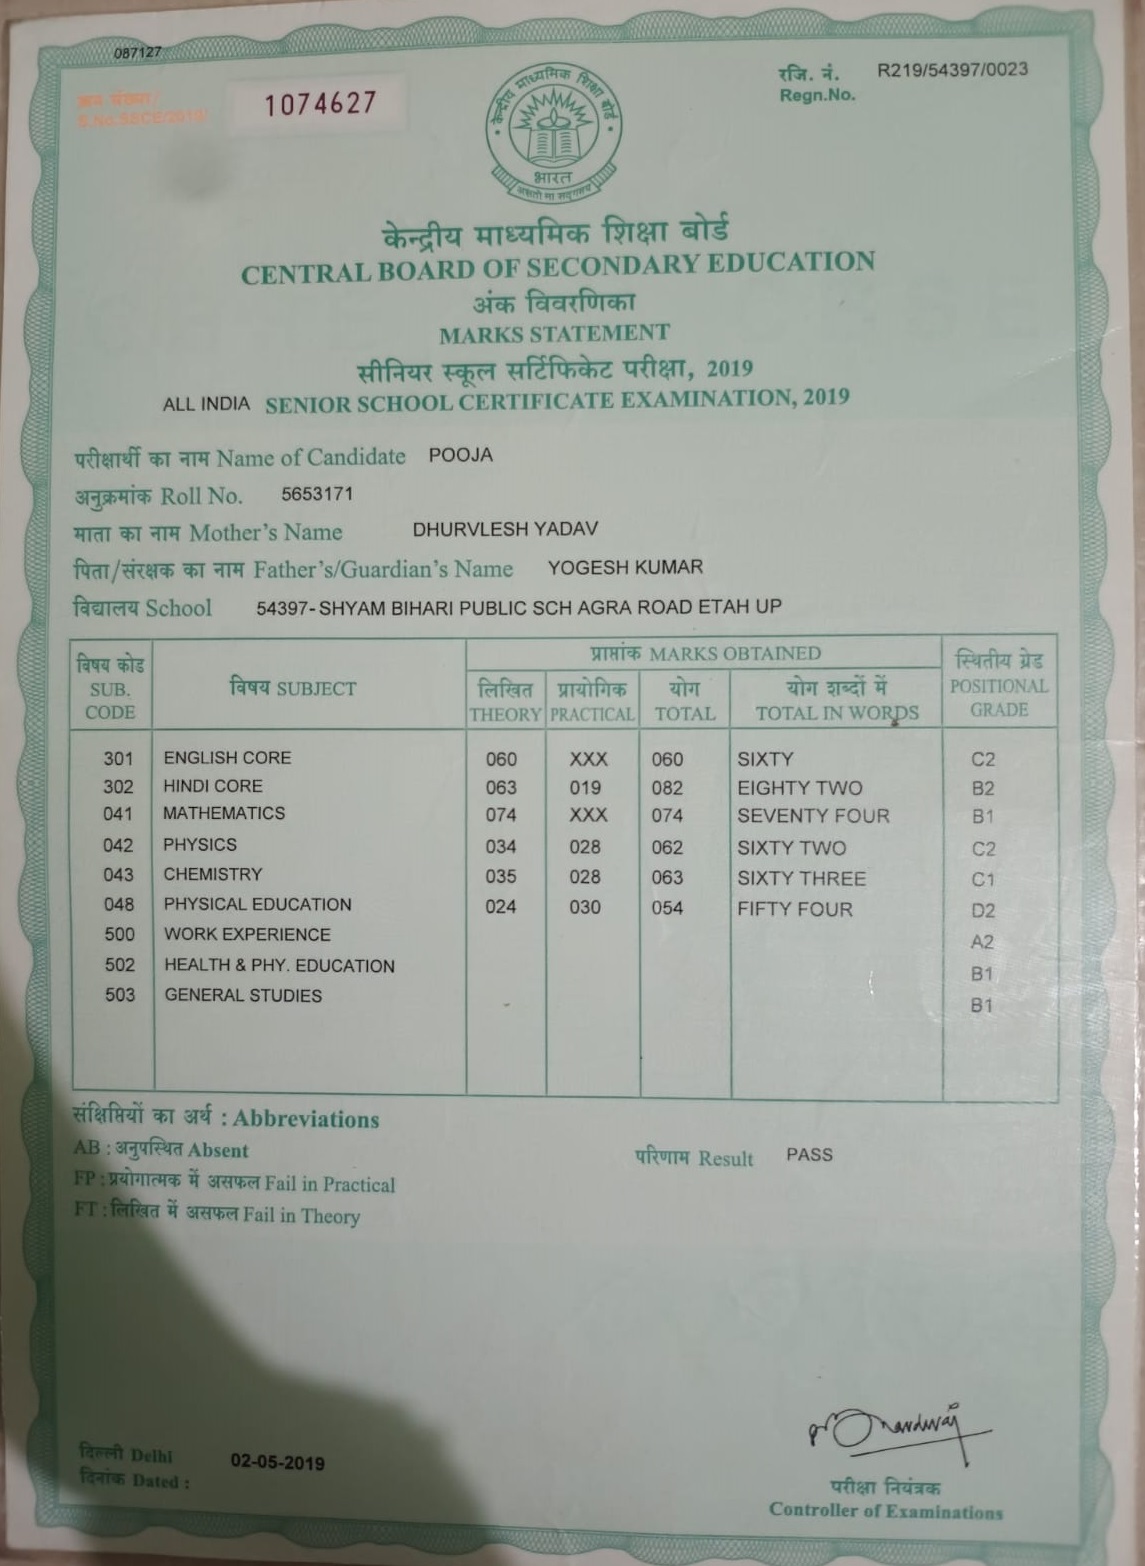 087127
क्रम संख्या/
S.No.SSCE/2019/
1074627
रजि. नं. R219/54397/0023
Regn.No.
केन्द्रीय माध्यमिक शिक्षा बोर्ड
भारत
असतो मा सद्गमय
केन्द्रीय माध्यमिक शिक्षा बोर्ड
CENTRAL BOARD OF SECONDARY EDUCATION
अंक विवरणिका
MARKS STATEMENT
सीनियर स्कूल सर्टिफिकेट परीक्षा, 2019
ALL INDIA SENIOR SCHOOL CERTIFICATE EXAMINATION, 2019
परीक्षार्थी का नाम Name of Candidate POOJA
अनुक्रमांक Roll No. 5653171
माता का नाम Mother's Name DHURVLESH YADAV
पिता/संरक्षक का नाम Father's/Guardian's Name YOGESH KUMAR
विद्यालय School 54397-SHYAM BIHARI PUBLIC SCH AGRA ROAD ETAH UP
विषय कोड SUB. CODE विषय SUBJECT प्राप्तांक MARKS OBTAINED स्थितीय ग्रेड POSITIONAL GRADE
लिखित THEORY प्रायोगिक PRACTICAL योग TOTAL योग शब्दों में TOTAL IN WORDS
301 ENGLISH CORE 060 XXX 060 SIXTY C2
302 HINDI CORE 063 019 082 EIGHTY TWO B2
041 MATHEMATICS 074 XXX 074 SEVENTY FOUR B1
042 PHYSICS 034 028 062 SIXTY TWO C2
043 CHEMISTRY 035 028 063 SIXTY THREE C1
048 PHYSICAL EDUCATION 024 030 054 FIFTY FOUR D2
500 WORK EXPERIENCE A2
502 HEALTH & PHY. EDUCATION B1
503 GENERAL STUDIES B1
संक्षिप्तियों का अर्थ : Abbreviations
AB : अनुपस्थित Absent
परिणाम Result PASS
FP : प्रयोगात्मक में असफल Fail in Practical
FT : लिखित में असफल Fail in Theory
दिल्ली Delhi
दिनांक Dated : 02-05-2019
परीक्षा नियंत्रक
Controller of Examinations